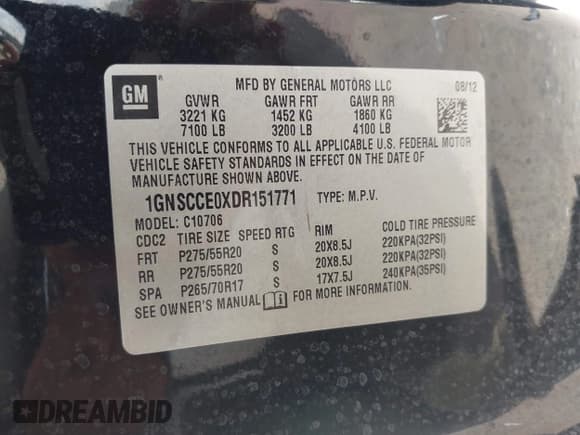 GM
MFD BY GENERAL MOTORS LLC 08/12
GVWR GAWR FRT GAWR RR
3221 KG 1452 KG 1860 KG
7100 LB 3200 LB 4100 LB
THIS VEHICLE CONFORMS TO ALL APPLICABLE U.S. FEDERAL MOTOR
VEHICLE SAFETY STANDARDS IN EFFECT ON THE DATE OF
MANUFACTURE SHOWN ABOVE.
1GNSCCE0XDR151771 TYPE: M.P.V.
MODEL: C10706
CDC2 TIRE SIZE SPEED RTG RIM COLD TIRE PRESSURE
FRT P275/55R20 S 20X8.5J 220KPA(32PSI)
RR P275/55R20 S 20X8.5J 220KPA(32PSI)
SPA P265/70R17 S 17X7.5J 240KPA(35PSI)
SEE OWNER'S MANUAL FOR MORE INFORMATION.
DREAMBID